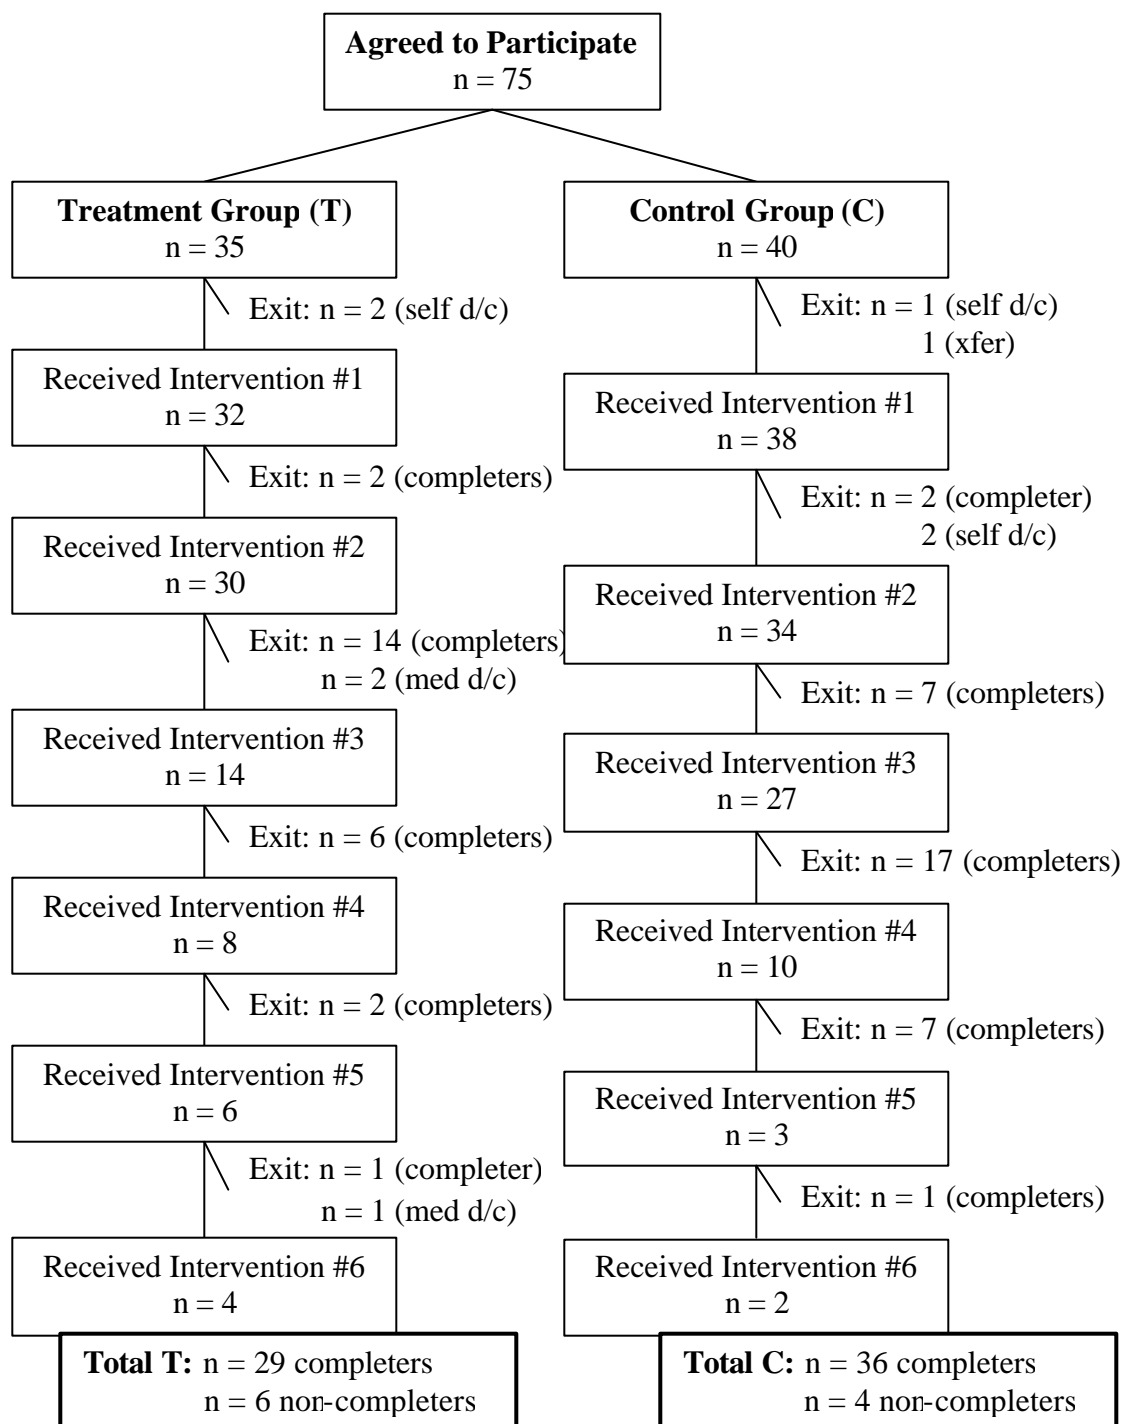 Agreed to Participate
n = 75
Treatment Group (T)
n = 35
Exit: n = 2 (self d/c)
Received Intervention #1
n = 32
Exit: n = 2 (completers)
Received Intervention #2
n = 30
Exit: n = 14 (completers)
n = 2 (med d/c)
Received Intervention #3
n = 14
Exit: n = 6 (completers)
Received Intervention #4
n = 8
Exit: n = 2 (completers)
Received Intervention #5
n = 6
Exit: n = 1 (completer)
n = 1 (med d/c)
Received Intervention #6
n = 4
Total T: n = 29 completers
n = 6 non-completers
Control Group (C)
n = 40
Exit: n = 1 (self d/c)
1 (xfer)
Received Intervention #1
n = 38
Exit: n = 2 (completer)
2 (self d/c)
Received Intervention #2
n = 34
Exit: n = 7 (completers)
Received Intervention #3
n = 27
Exit: n = 17 (completers)
Received Intervention #4
n = 10
Exit: n = 7 (completers)
Received Intervention #5
n = 3
Exit: n = 1 (completers)
Received Intervention #6
n = 2
Total C: n = 36 completers
n = 4 non-completers